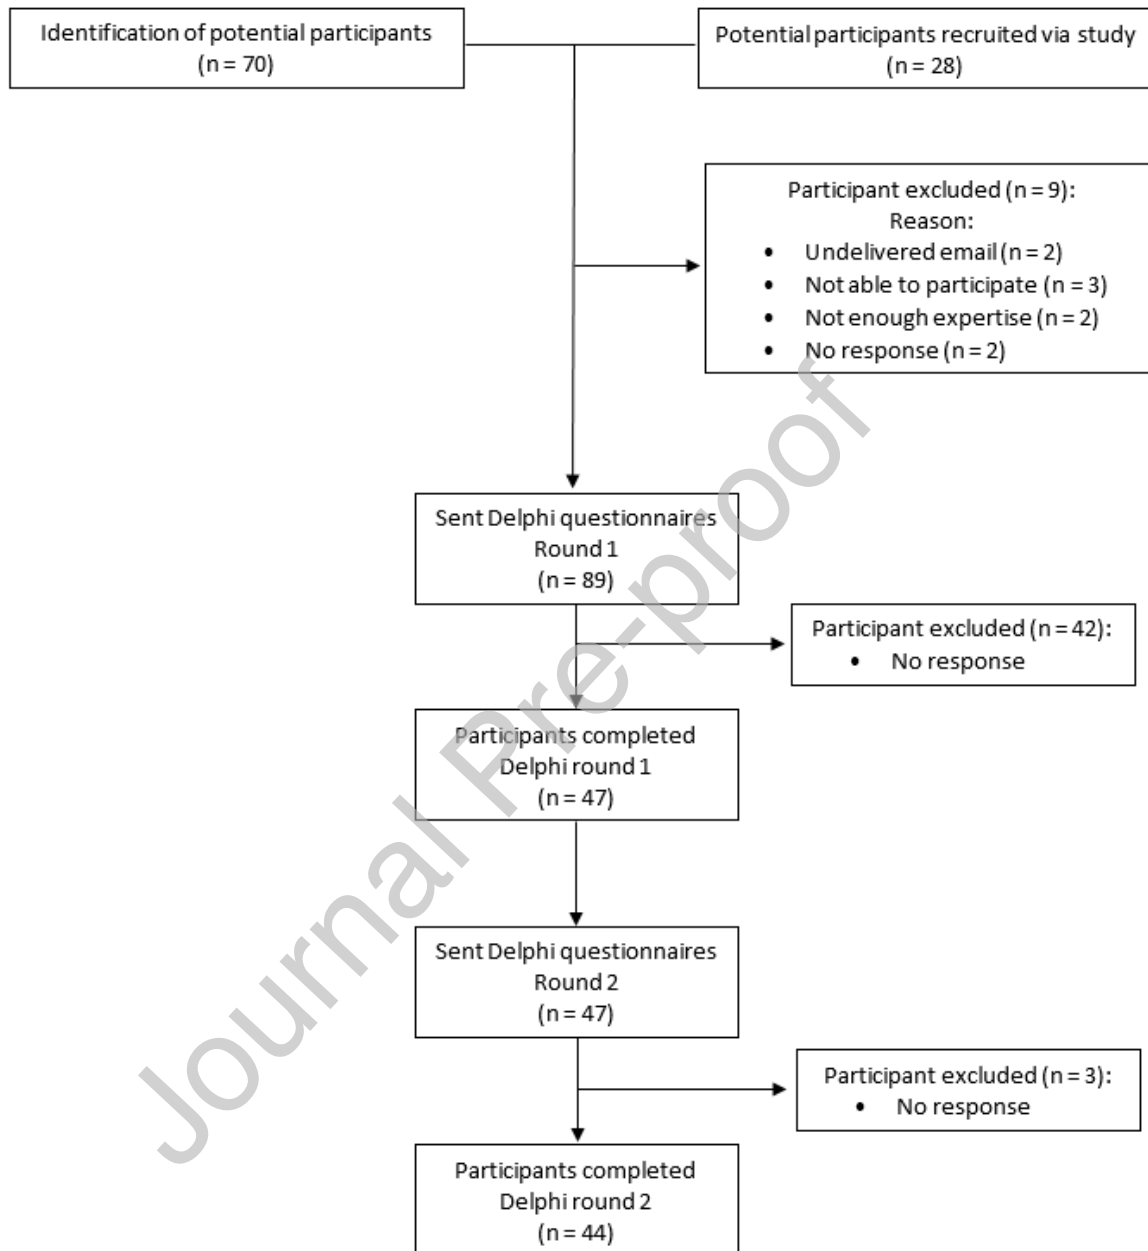 Identification of potential participants
(n = 70)
Potential participants recruited via study
(n = 28)
Participant excluded (n = 9):
Reason:
• Undelivered email (n = 2)
• Not able to participate (n = 3)
• Not enough expertise (n = 2)
• No response (n = 2)
Sent Delphi questionnaires
Round 1
(n = 89)
Participant excluded (n = 42):
• No response
Participants completed
Delphi round 1
(n = 47)
Sent Delphi questionnaires
Round 2
(n = 47)
Participant excluded (n = 3):
• No response
Participants completed
Delphi round 2
(n = 44)
Journal Pre-proof